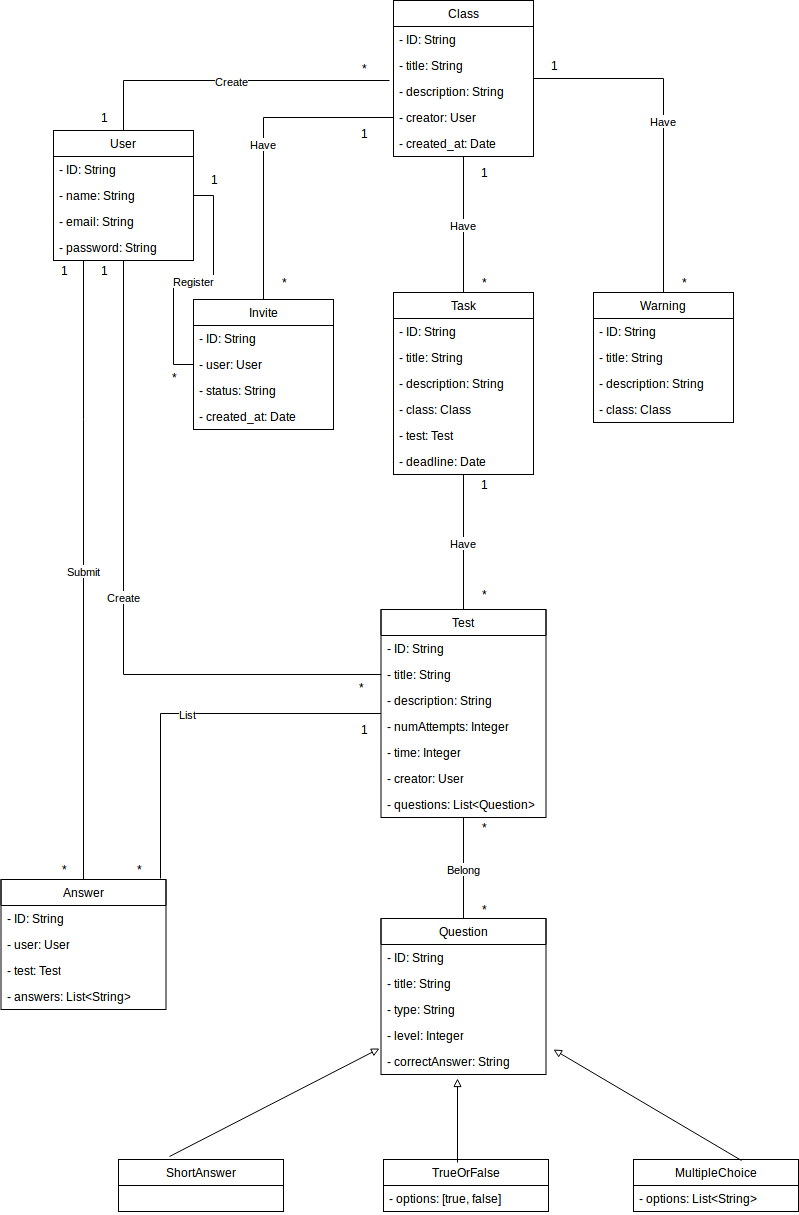 Class
- ID: String
- title: String
- description: String
- creator: User
- created_at: Date
*
1
Create
Have
1
1
Have
1
User
- ID: String
- name: String
- email: String
- password: String
1
Register
*
1
1
1
Have
*
*
*
Invite
- ID: String
- user: User
- status: String
- created_at: Date
Task
- ID: String
- title: String
- description: String
- class: Class
- test: Test
- deadline: Date
Warning
- ID: String
- title: String
- description: String
- class: Class
1
Have
*
Submit
Create
Test
- ID: String
- title: String
- description: String
- numAttempts: Integer
- time: Integer
- creator: User
- questions: List<Question>
*
List
1
*
*
*
Belong
*
Answer
- ID: String
- user: User
- test: Test
- answers: List<String>
Question
- ID: String
- title: String
- type: String
- level: Integer
- correctAnswer: String
ShortAnswer
TrueOrFalse
- options: [true, false]
MultipleChoice
- options: List<String>